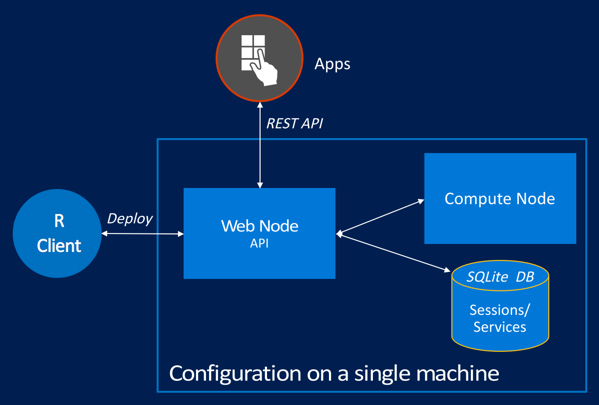 Apps
REST API
R
Client
Deploy
Web Node
API
Compute Node
SQLite DB
Sessions/
Services
Configuration on a single machine